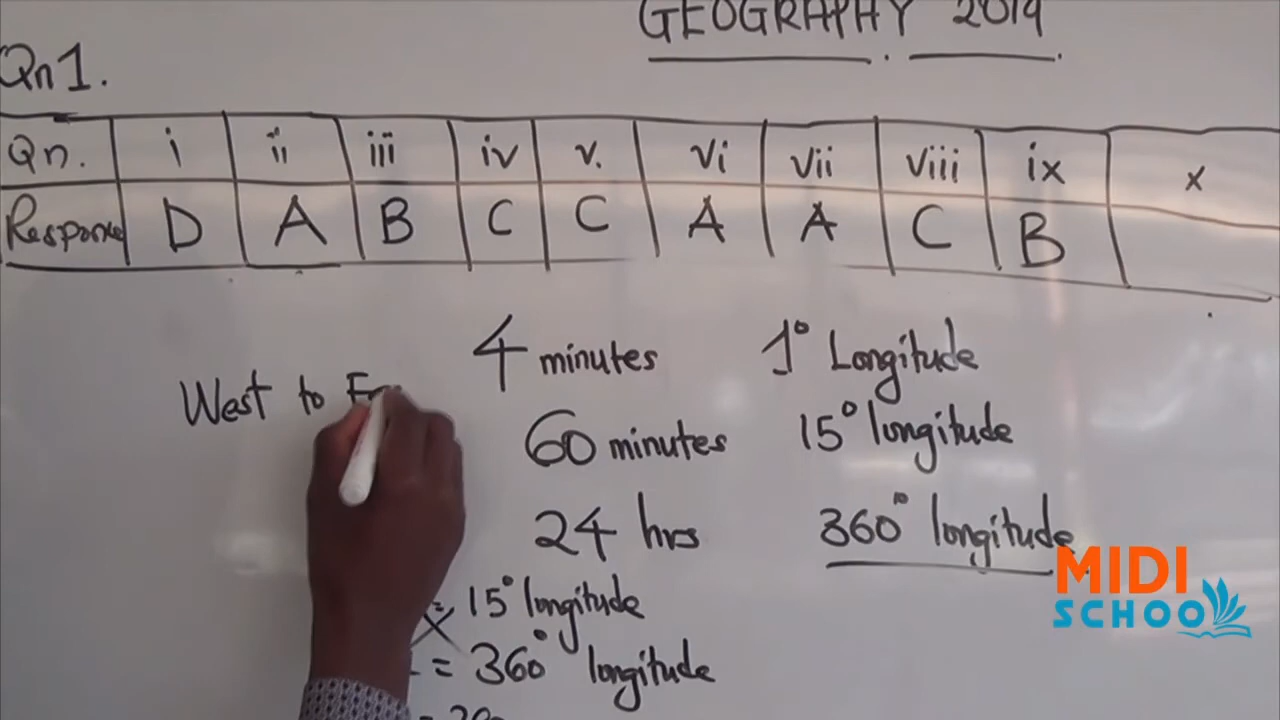 GEOGRAPHY 2019
Qn1.
Qn. i ii iii iv v. vi vii viii ix x
Response D A B C C A A C B
4 minutes 1° Longitude
West to
60 minutes 15° longitude
24 hrs 360° longitude
= 15° longitude
= 360° longitude
MIDI
SCHOOL